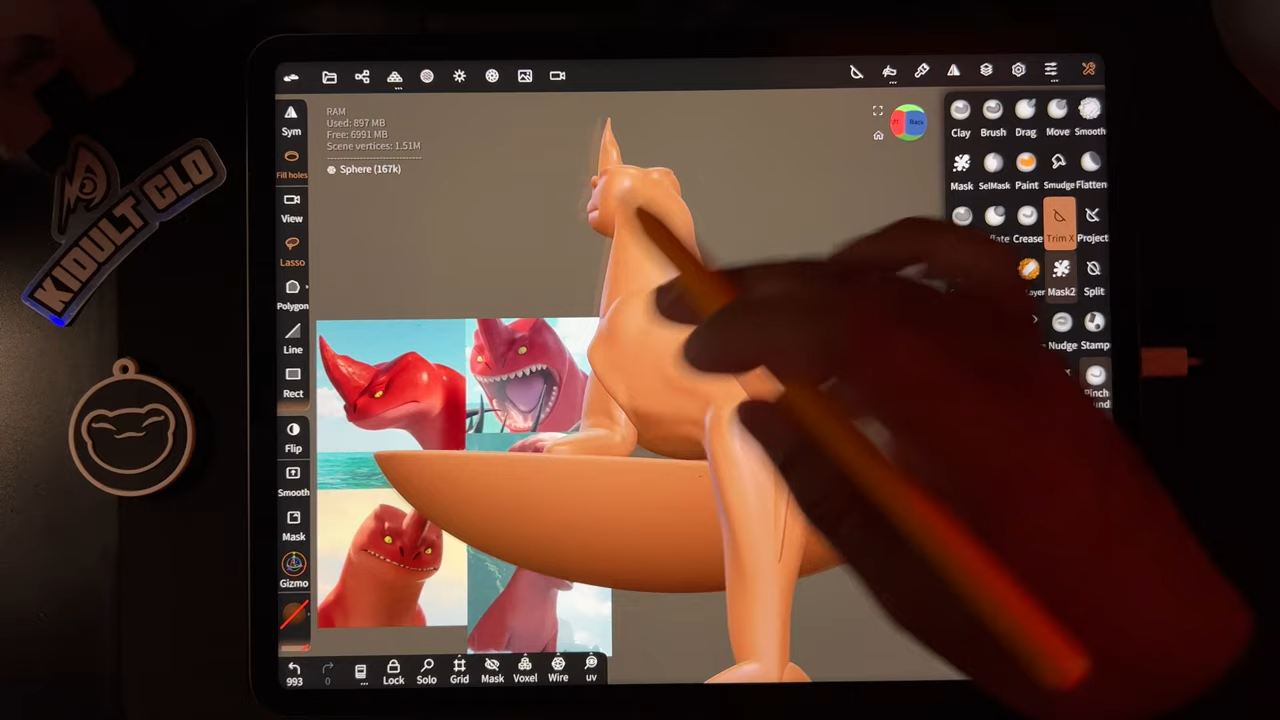 RAM
Used: 897 MB
Free: 6991 MB
Scene vertices: 1.51M
Sphere (167k)
Back
Sym
Fill holes
View
Lasso
Polygon
Line
Rect
Flip
Smooth
Mask
Gizmo
993
0
Lock
Solo
Grid
Mask
Voxel
Wire
uv
Clay
Brush
Drag
Move
Smooth
Mask
SelMask
Paint
Smudge
Flatten
Crease
Trim X
Project
Mask2
Split
Nudge
Stamp
Pinch
KIDULT GLO